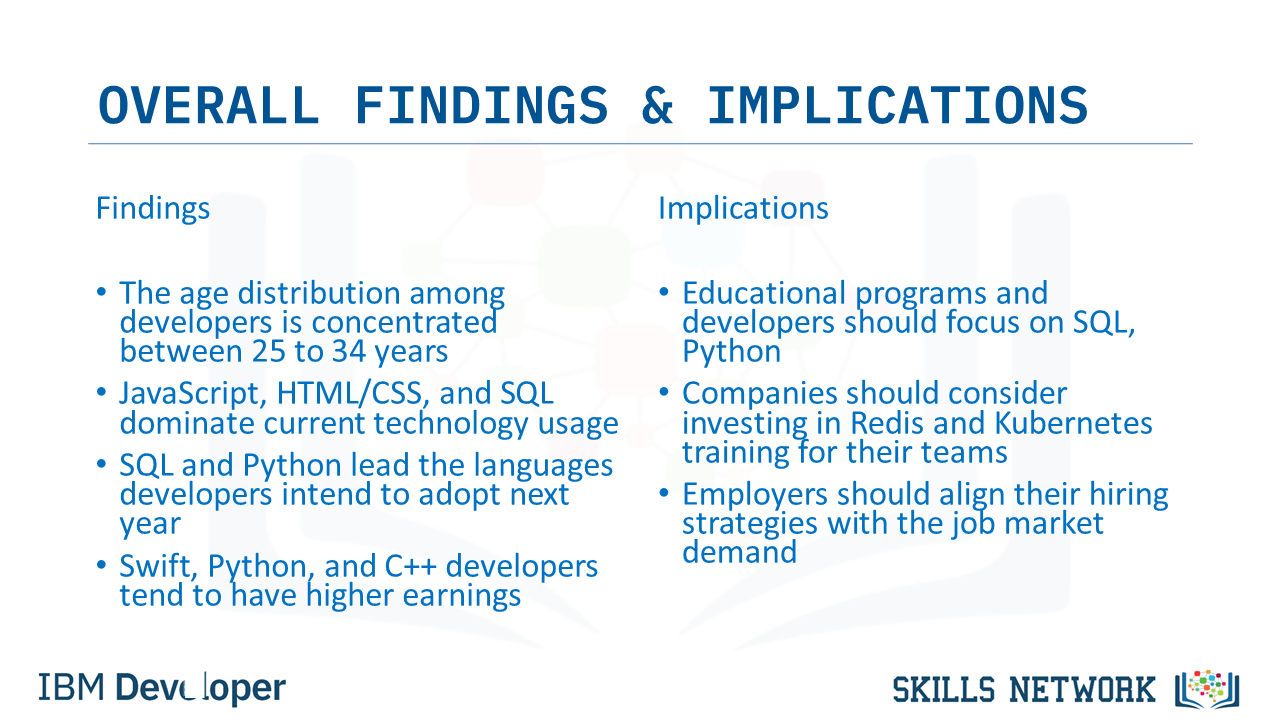 OVERALL FINDINGS & IMPLICATIONS
Findings
• The age distribution among
developers is concentrated
between 25 to 34 years
• JavaScript, HTML/CSS, and SQL
dominate current technology usage
• SQL and Python lead the languages
developers intend to adopt next
year
• Swift, Python, and C++ developers
tend to have higher earnings
Implications
• Educational programs and
developers should focus on SQL,
Python
• Companies should consider
investing in Redis and Kubernetes
training for their teams
• Employers should align their hiring
strategies with the job market
demand
IBM Developer
SKILLS NETWORK